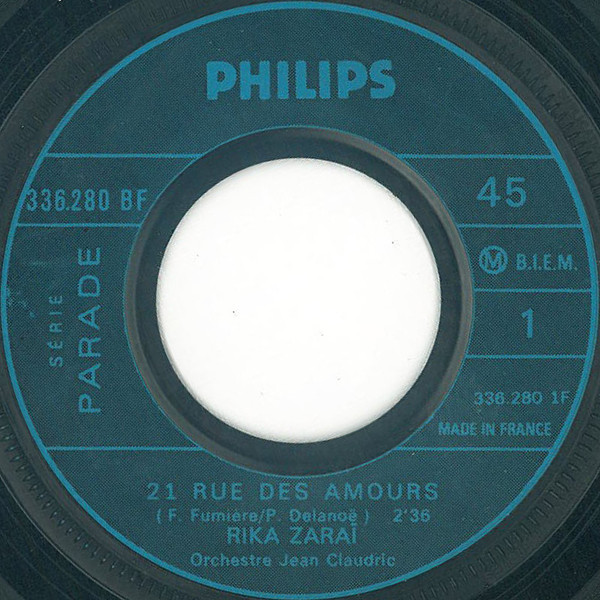 PHILIPS
336.280 BF
45
SÉRIE
PARADE
M B.I.E.M.
1
336.280 1F
MADE IN FRANCE
21 RUE DES AMOURS
( F. Fumière/P. Delanoë ) 2'36
RIKA ZARAÏ
Orchestre Jean Claudric